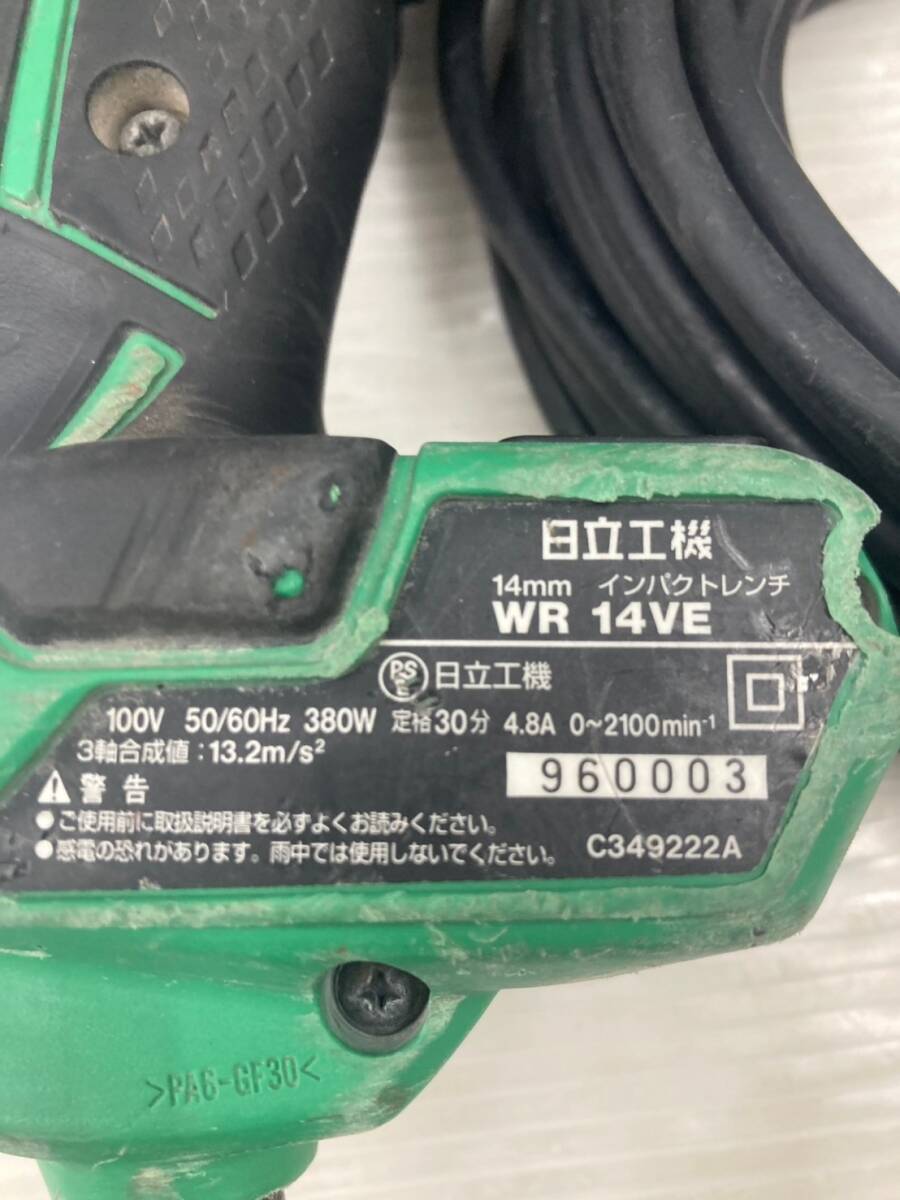 日立工機
14mm インパクトレンチ
WR 14VE
PS E 日立工機
100V 50/60Hz 380W 定格30分 4.8A 0~2100min⁻¹
3軸合成値:13.2m/s²
960003
警告
●ご使用前に取扱説明書を必ずよくお読みください。
●感電の恐れがあります。雨中では使用しないでください。
C349222A
>PA6-GF30<